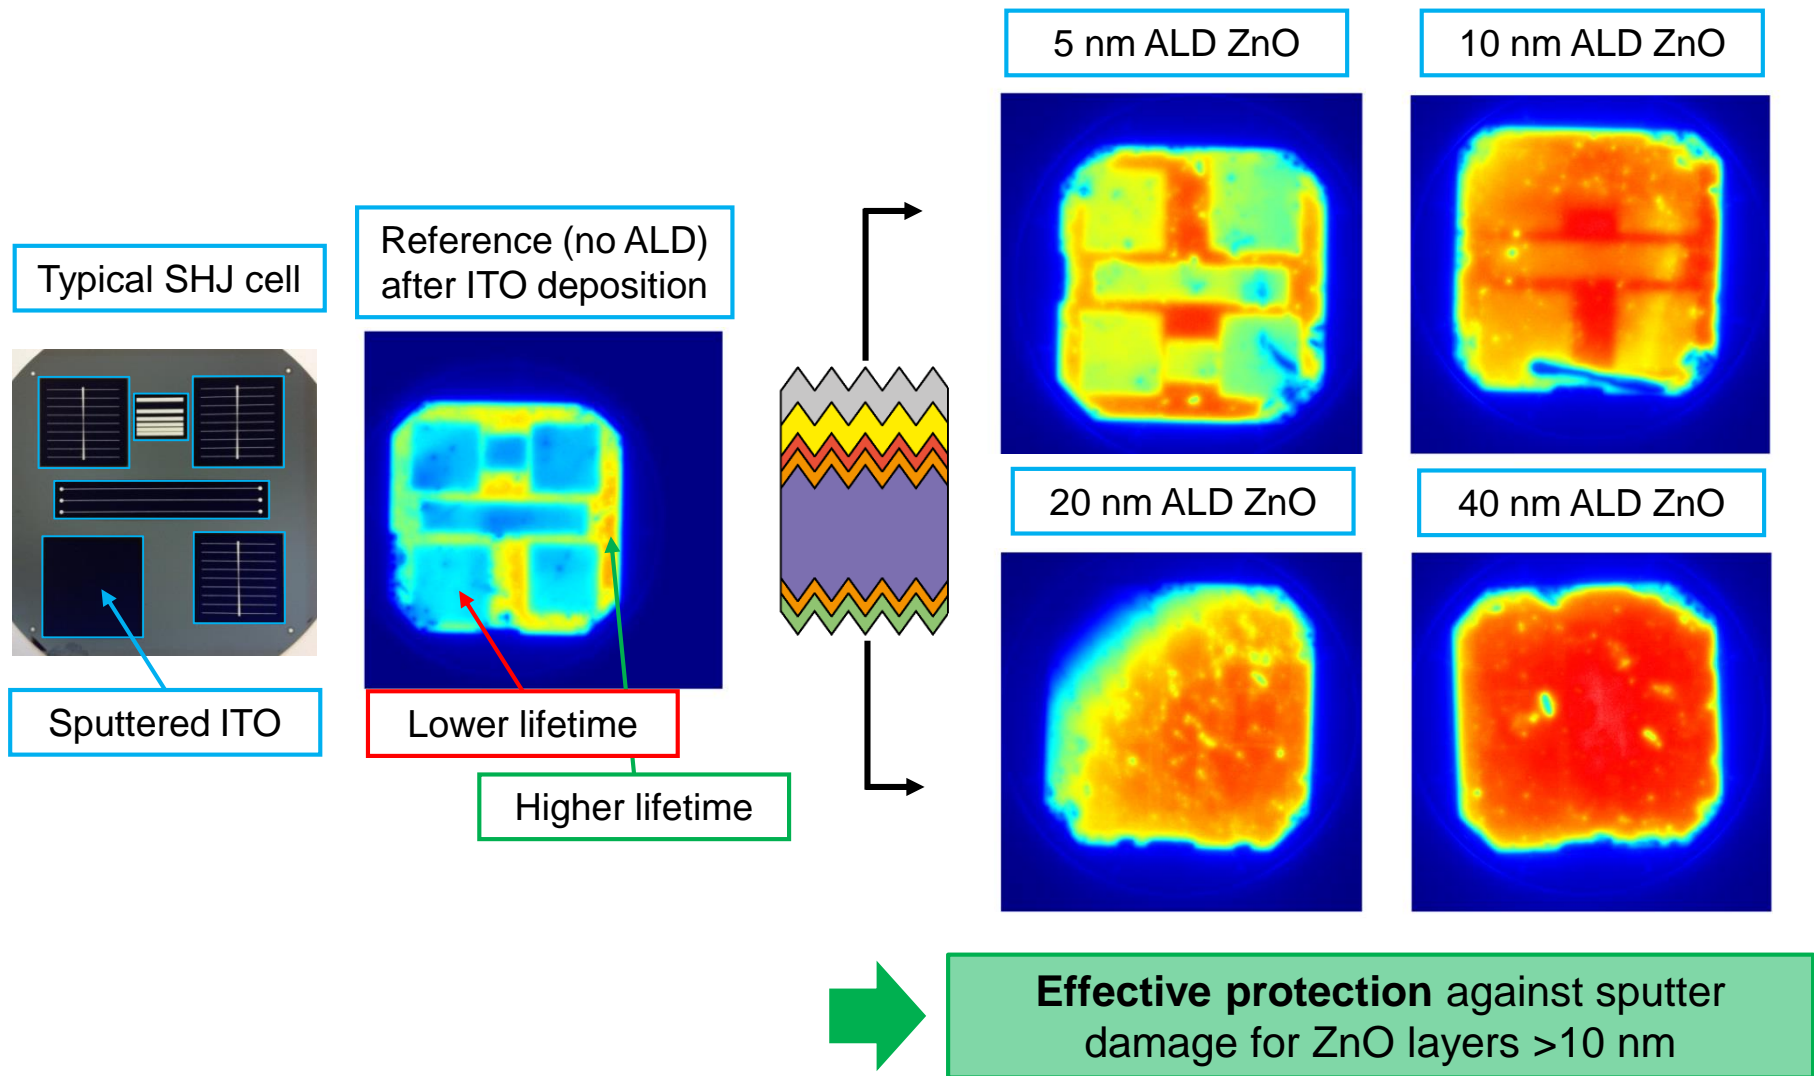 Typical SHJ cell
Reference (no ALD)
after ITO deposition
Sputtered ITO
Lower lifetime
Higher lifetime
5 nm ALD ZnO
10 nm ALD ZnO
20 nm ALD ZnO
40 nm ALD ZnO
Effective protection against sputter
damage for ZnO layers >10 nm